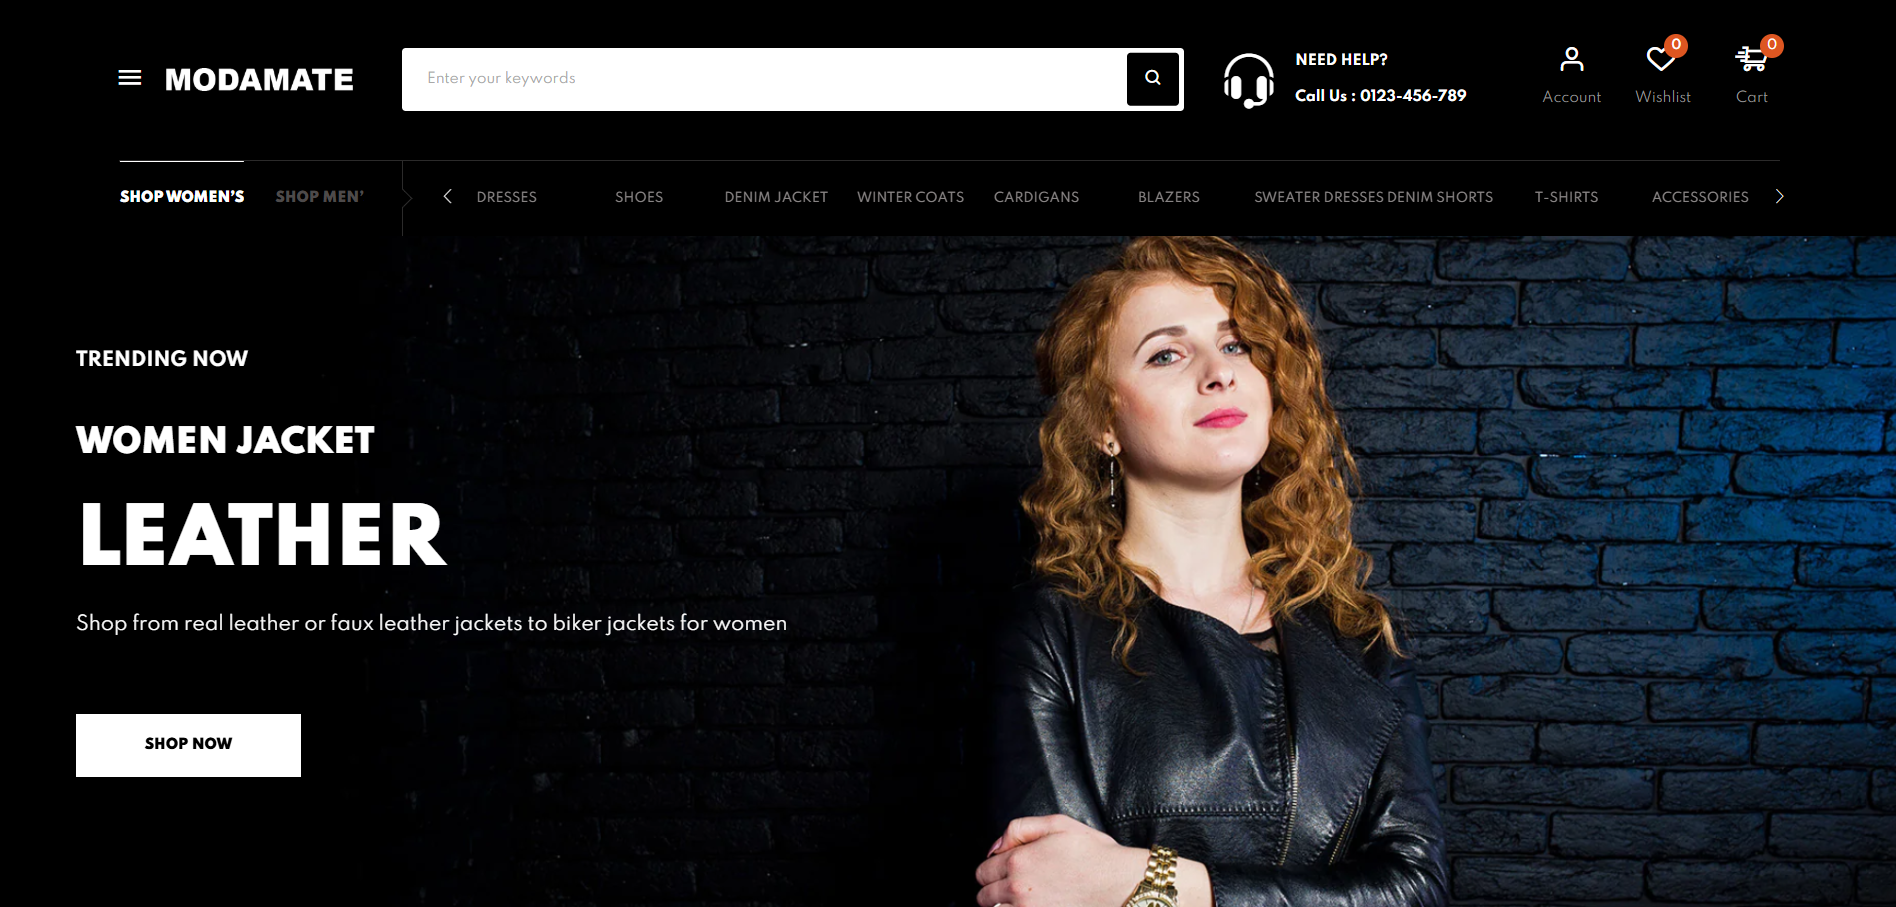 MODAMATE
Enter your keywords
NEED HELP?
Call Us : 0123-456-789
0
0
Account
Wishlist
Cart
SHOP WOMEN'S
SHOP MEN'
DRESSES
SHOES
DENIM JACKET
WINTER COATS
CARDIGANS
BLAZERS
SWEATER DRESSES DENIM SHORTS
T-SHIRTS
ACCESSORIES
TRENDING NOW
WOMEN JACKET
LEATHER
Shop from real leather or faux leather jackets to biker jackets for women
SHOP NOW